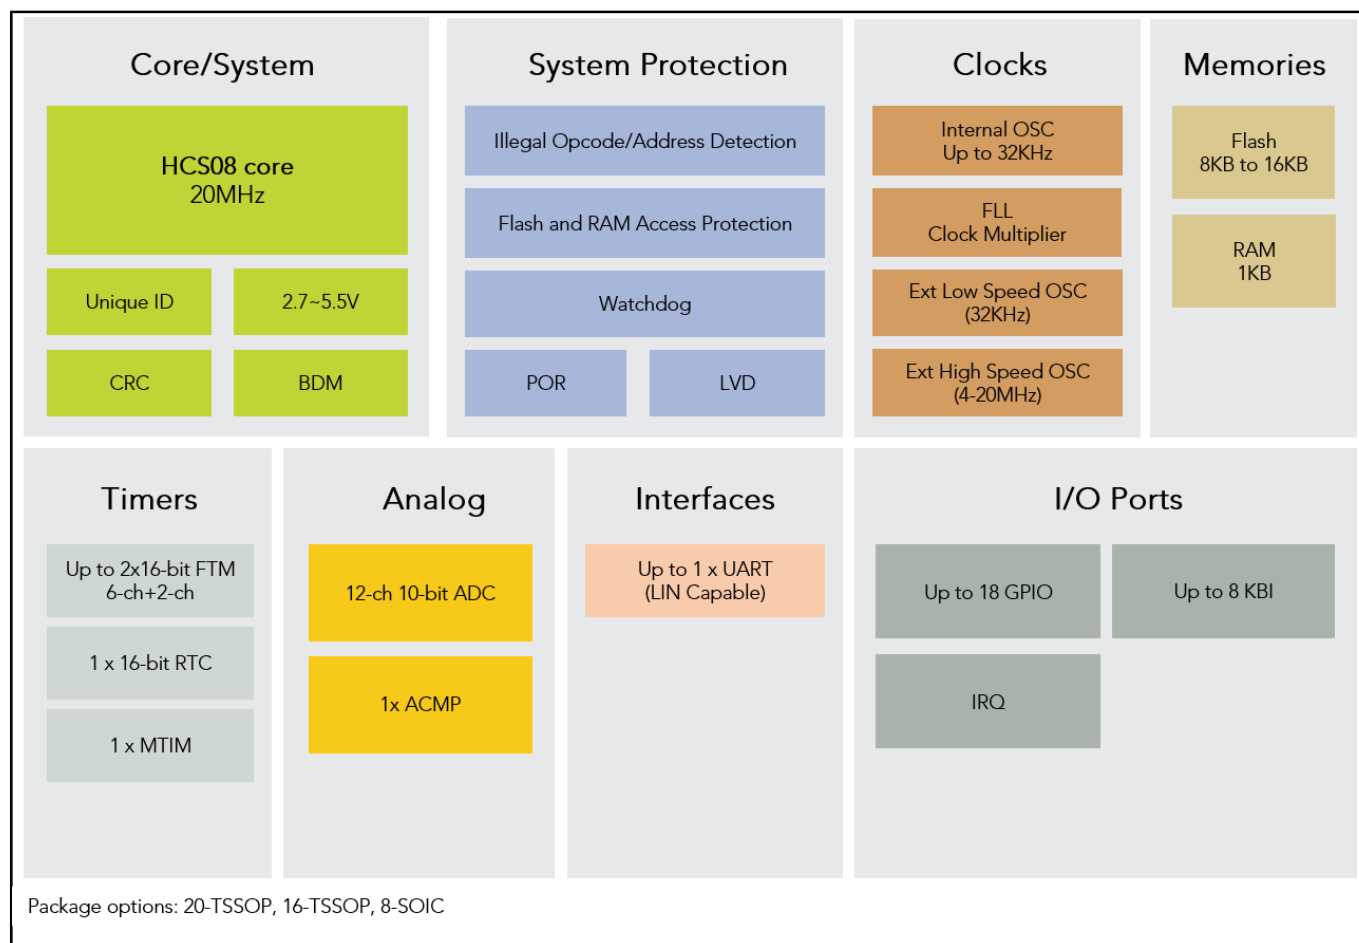 Core/System
HCS08 core
20MHz
Unique ID
2.7~5.5V
CRC
BDM
System Protection
Illegal Opcode/Address Detection
Flash and RAM Access Protection
Watchdog
POR
LVD
Clocks
Internal OSC
Up to 32KHz
FLL
Clock Multiplier
Ext Low Speed OSC
(32KHz)
Ext High Speed OSC
(4-20MHz)
Memories
Flash
8KB to 16KB
RAM
1KB
Timers
Up to 2x16-bit FTM
6-ch+2-ch
1 x 16-bit RTC
1 x MTIM
Analog
12-ch 10-bit ADC
1x ACMP
Interfaces
Up to 1 x UART
(LIN Capable)
I/O Ports
Up to 18 GPIO
Up to 8 KBI
IRQ
Package options: 20-TSSOP, 16-TSSOP, 8-SOIC